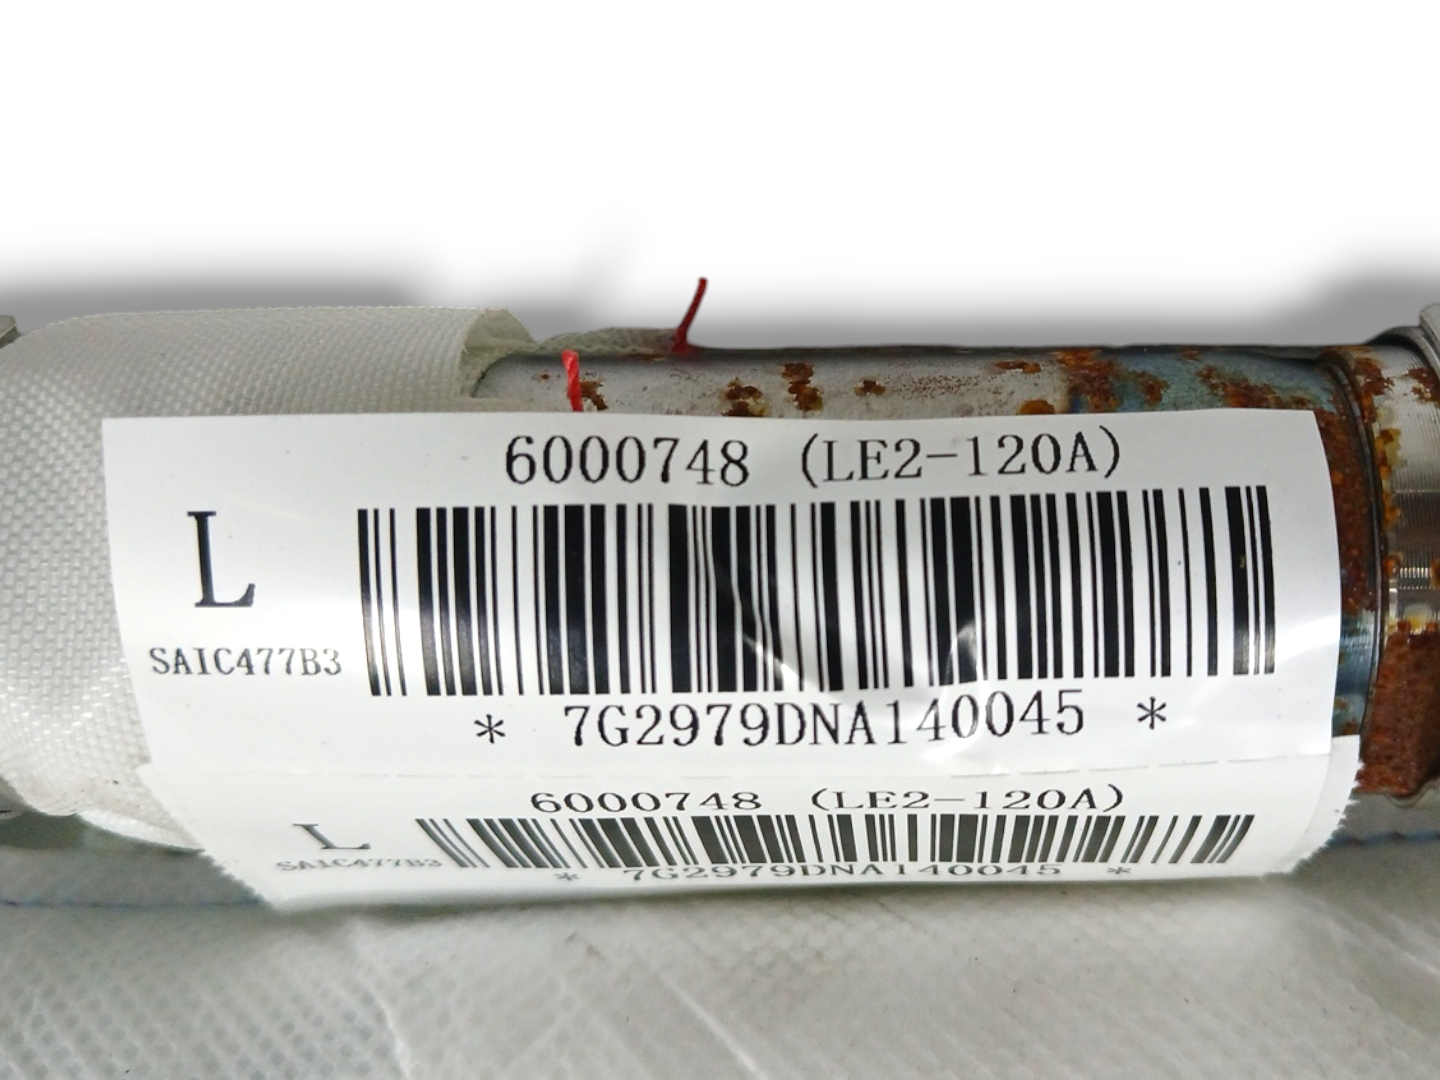 6000748 (LE2-120A)
L
SAIC477B3
* 7G2979DNA140045 *
6000748 (LE2-120A)
L
SAIC477B3
* 7G2979DNA140045 *